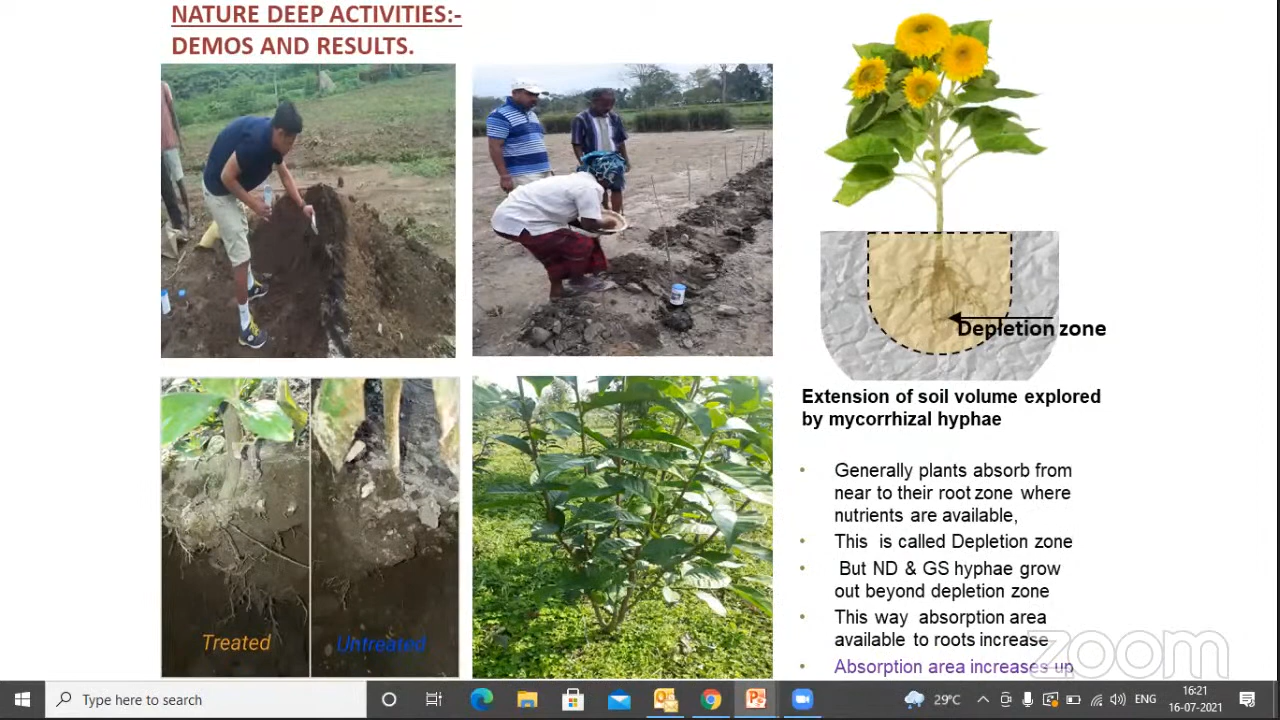 NATURE DEEP ACTIVITIES:-
DEMOS AND RESULTS.
Treated
Untreated
Depletion zone
Extension of soil volume explored
by mycorrhizal hyphae
• Generally plants absorb from
near to their root zone where
nutrients are available,
• This is called Depletion zone
• But ND & GS hyphae grow
out beyond depletion zone
• This way absorption area
available to roots increase
• Absorption area increases up
zoom
Type here to search
29°C
ENG
16:21
16-07-2021